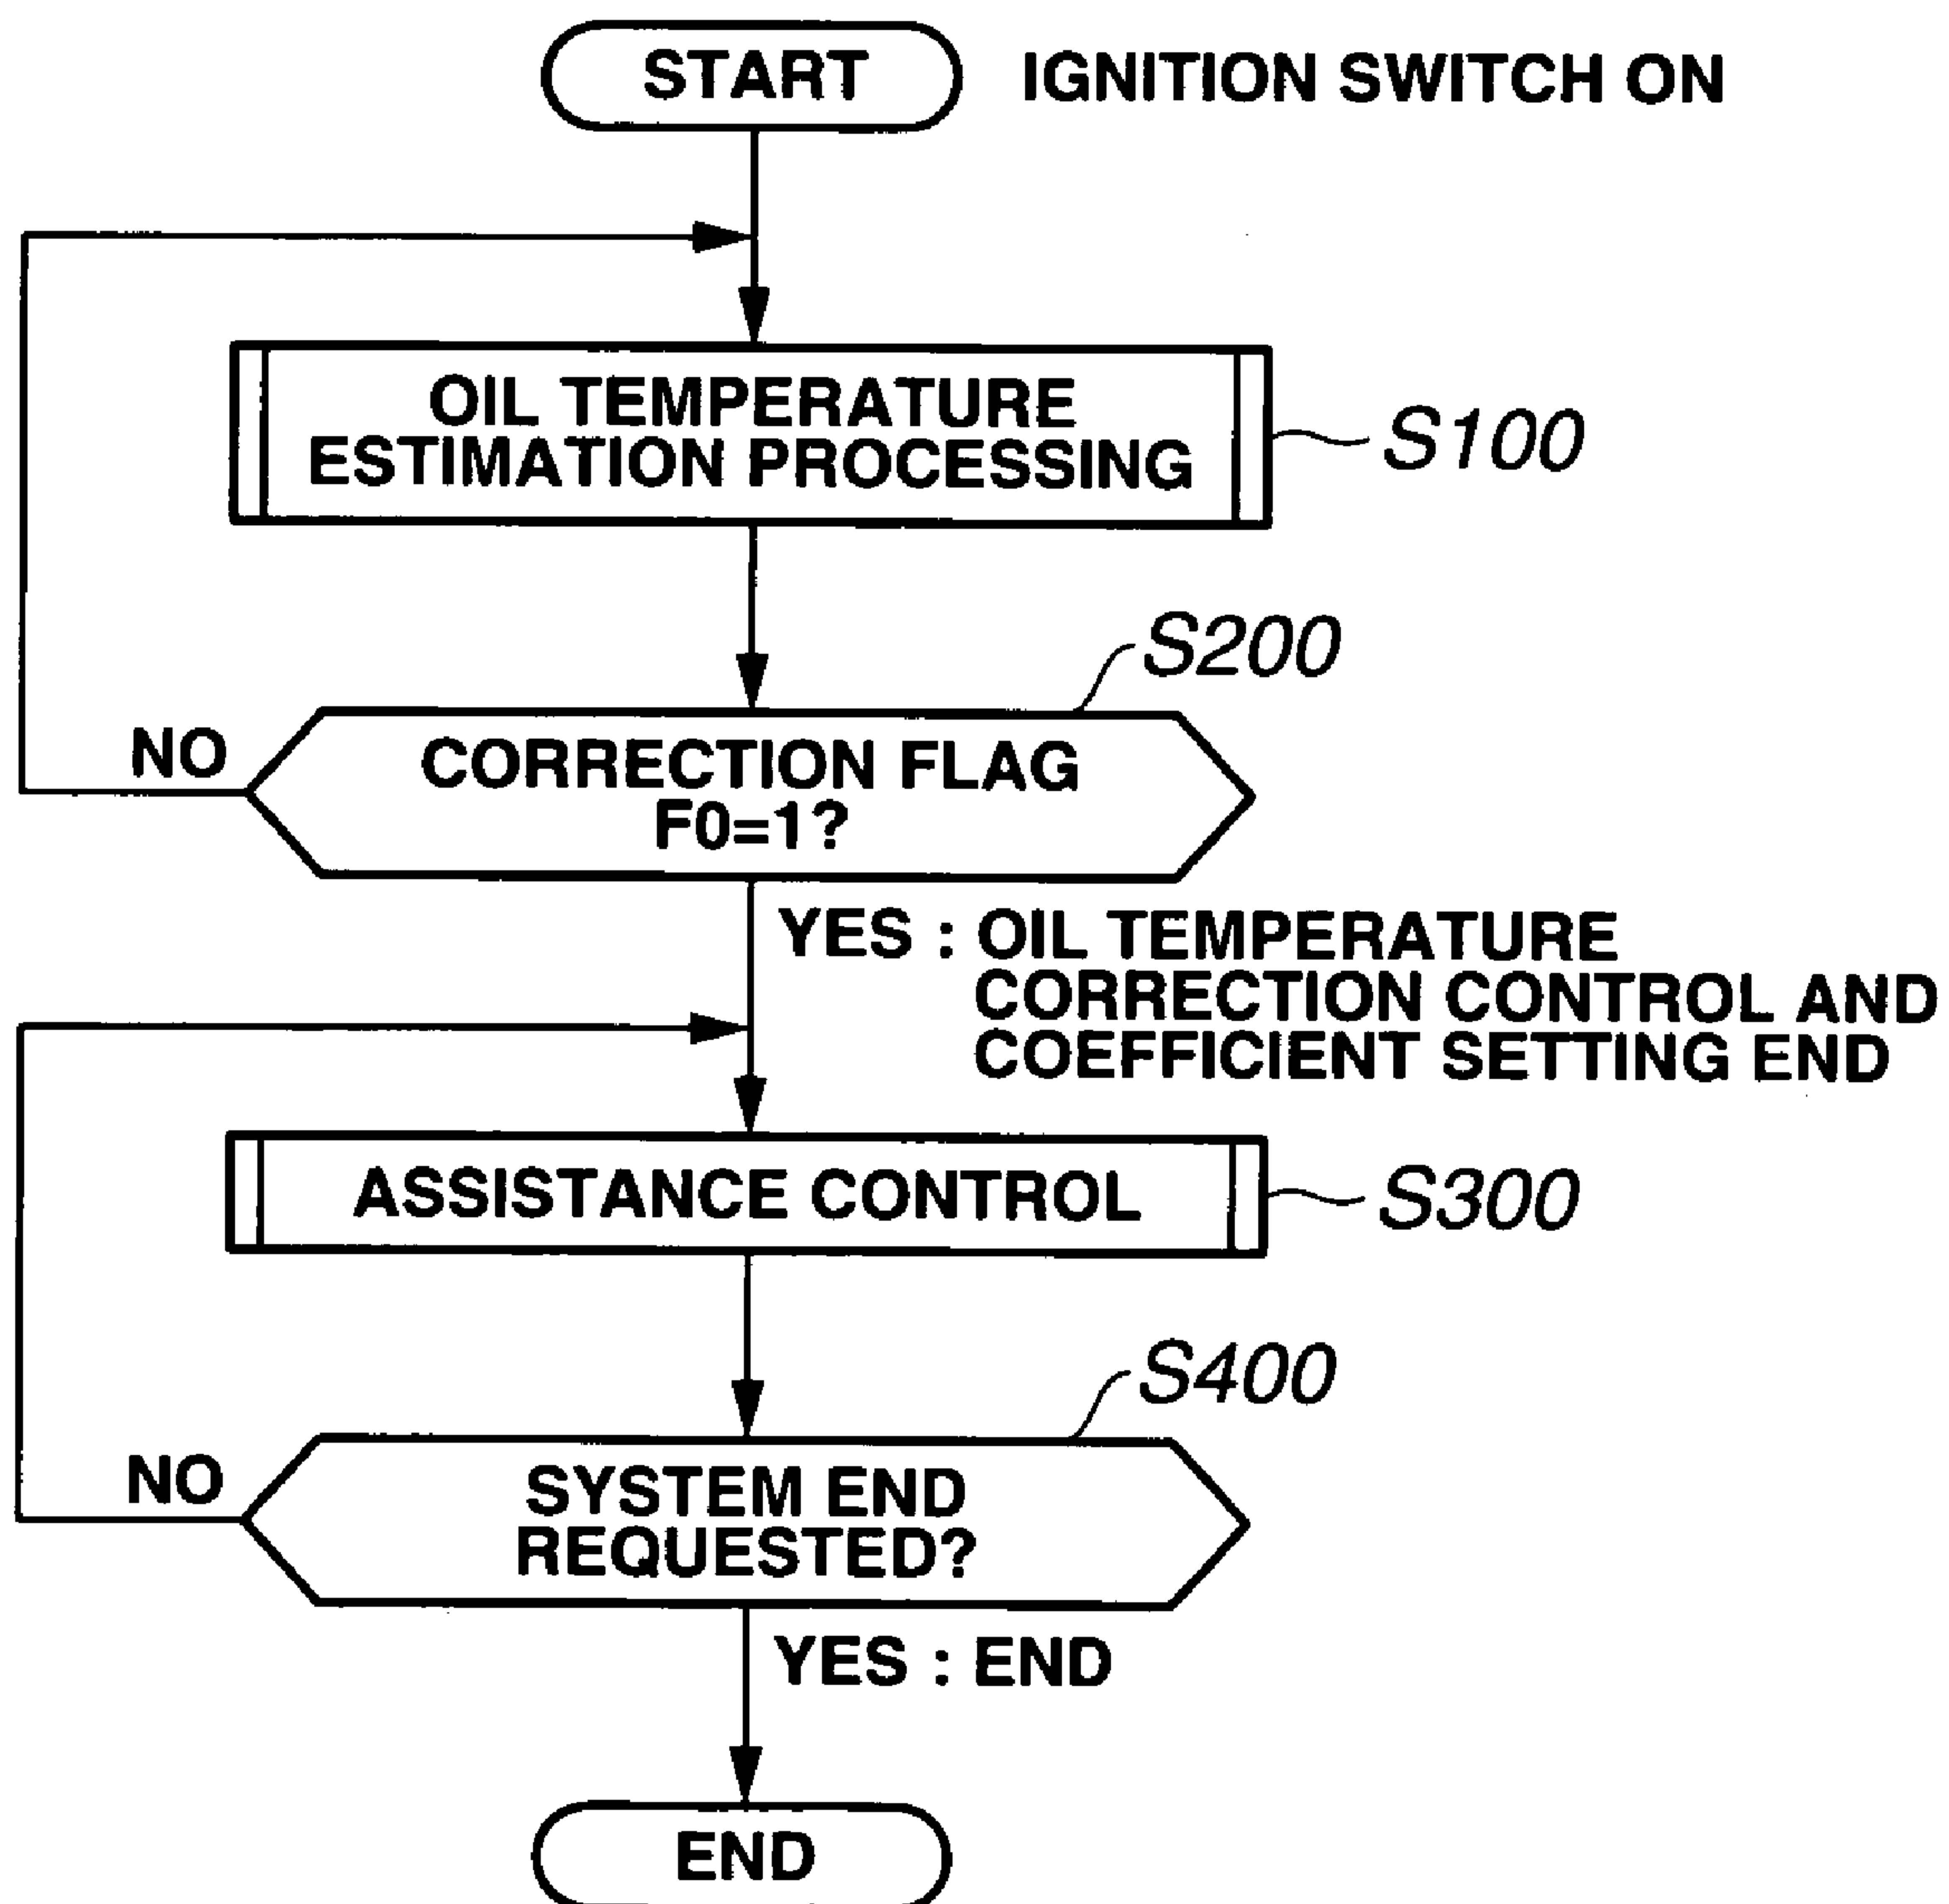 START
IGNITION SWITCH ON
OIL TEMPERATURE
ESTIMATION PROCESSING
S100
S200
NO
CORRECTION FLAG
F0=1?
YES : OIL TEMPERATURE
CORRECTION CONTROL AND
COEFFICIENT SETTING END
ASSISTANCE CONTROL
S300
S400
NO
SYSTEM END
REQUESTED?
YES : END
END